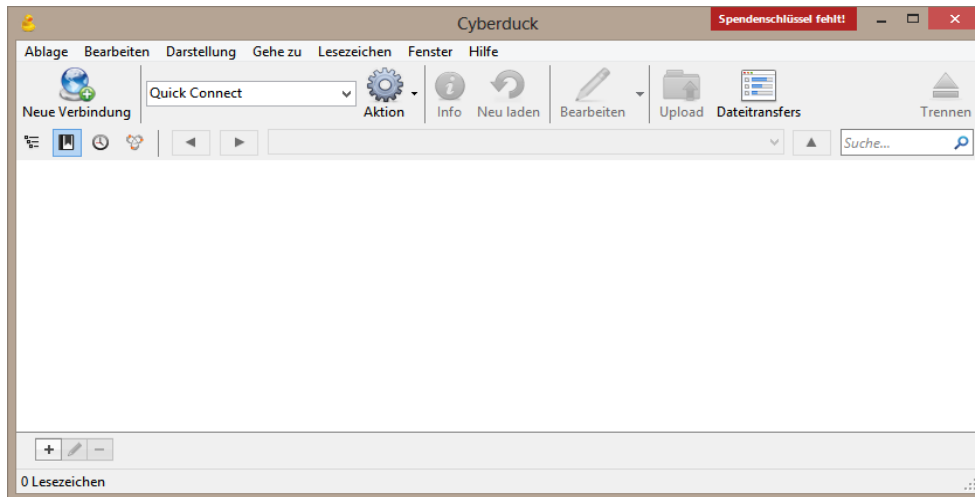 Cyberduck
Spendenschlüssel fehlt!
Ablage Bearbeiten Darstellung Gehe zu Lesezeichen Fenster Hilfe
Neue Verbindung
Quick Connect
Aktion
Info
Neu laden
Bearbeiten
Upload
Dateitransfers
Trennen
Suche...
0 Lesezeichen